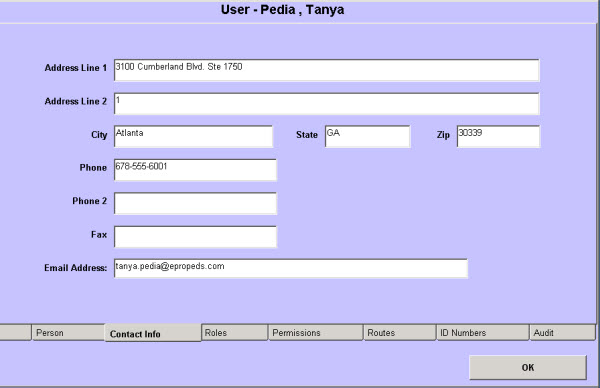 User - Pedia , Tanya
Address Line 1 3100 Cumberland Blvd. Ste 1750
Address Line 2 1
City Atlanta State GA Zip 30339
Phone 678-555-6001
Phone 2
Fax
Email Address: tanya.pedia@epropeds.com
Person Contact Info Roles Permissions Routes ID Numbers Audit
OK